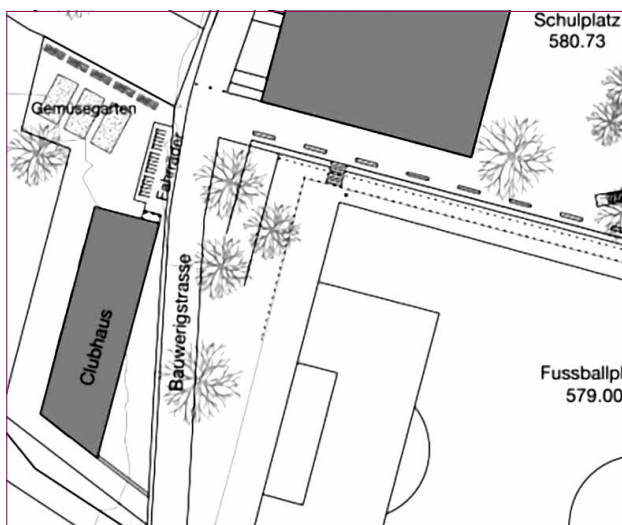 Schulplatz
580.73
Gemüsegarten
Fahrräder
Clubhaus
Bauwerigstrasse
Fussballpl
579.00